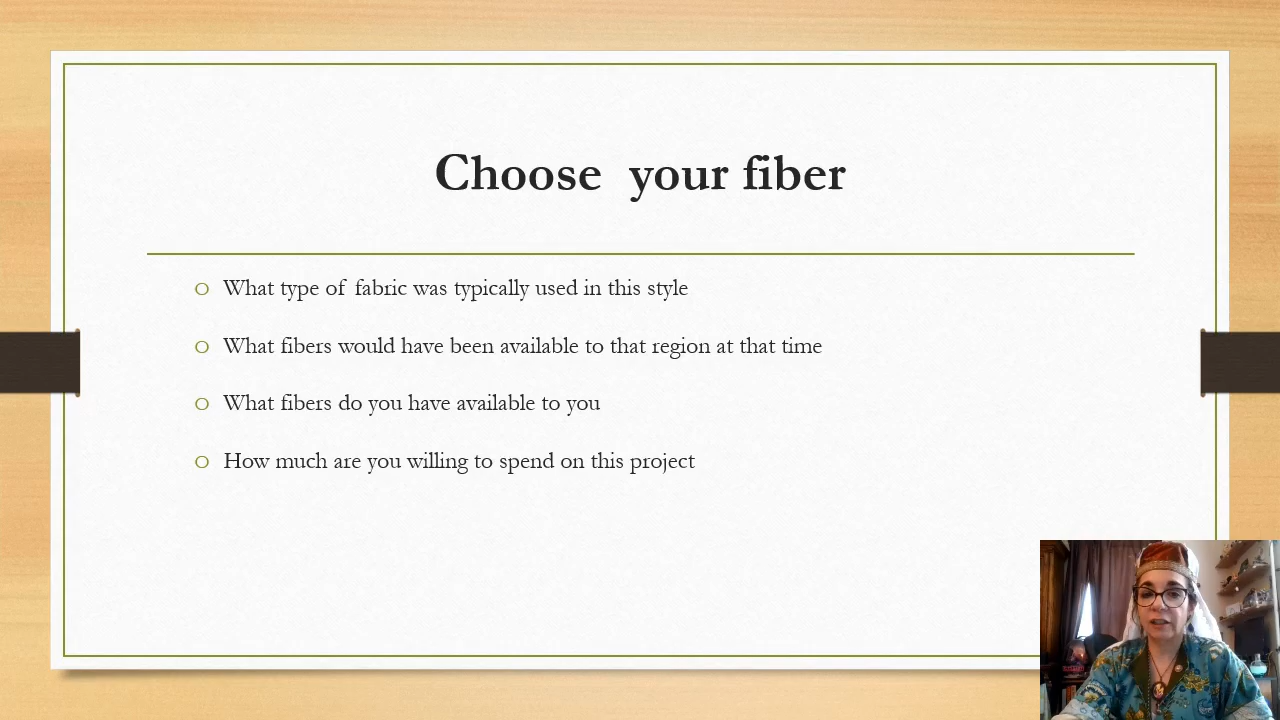 Choose  your fiber
What type of fabric was typically used in this style
What fibers would have been available to that region at that time
What fibers do you have available to you
How much are you willing to spend on this project